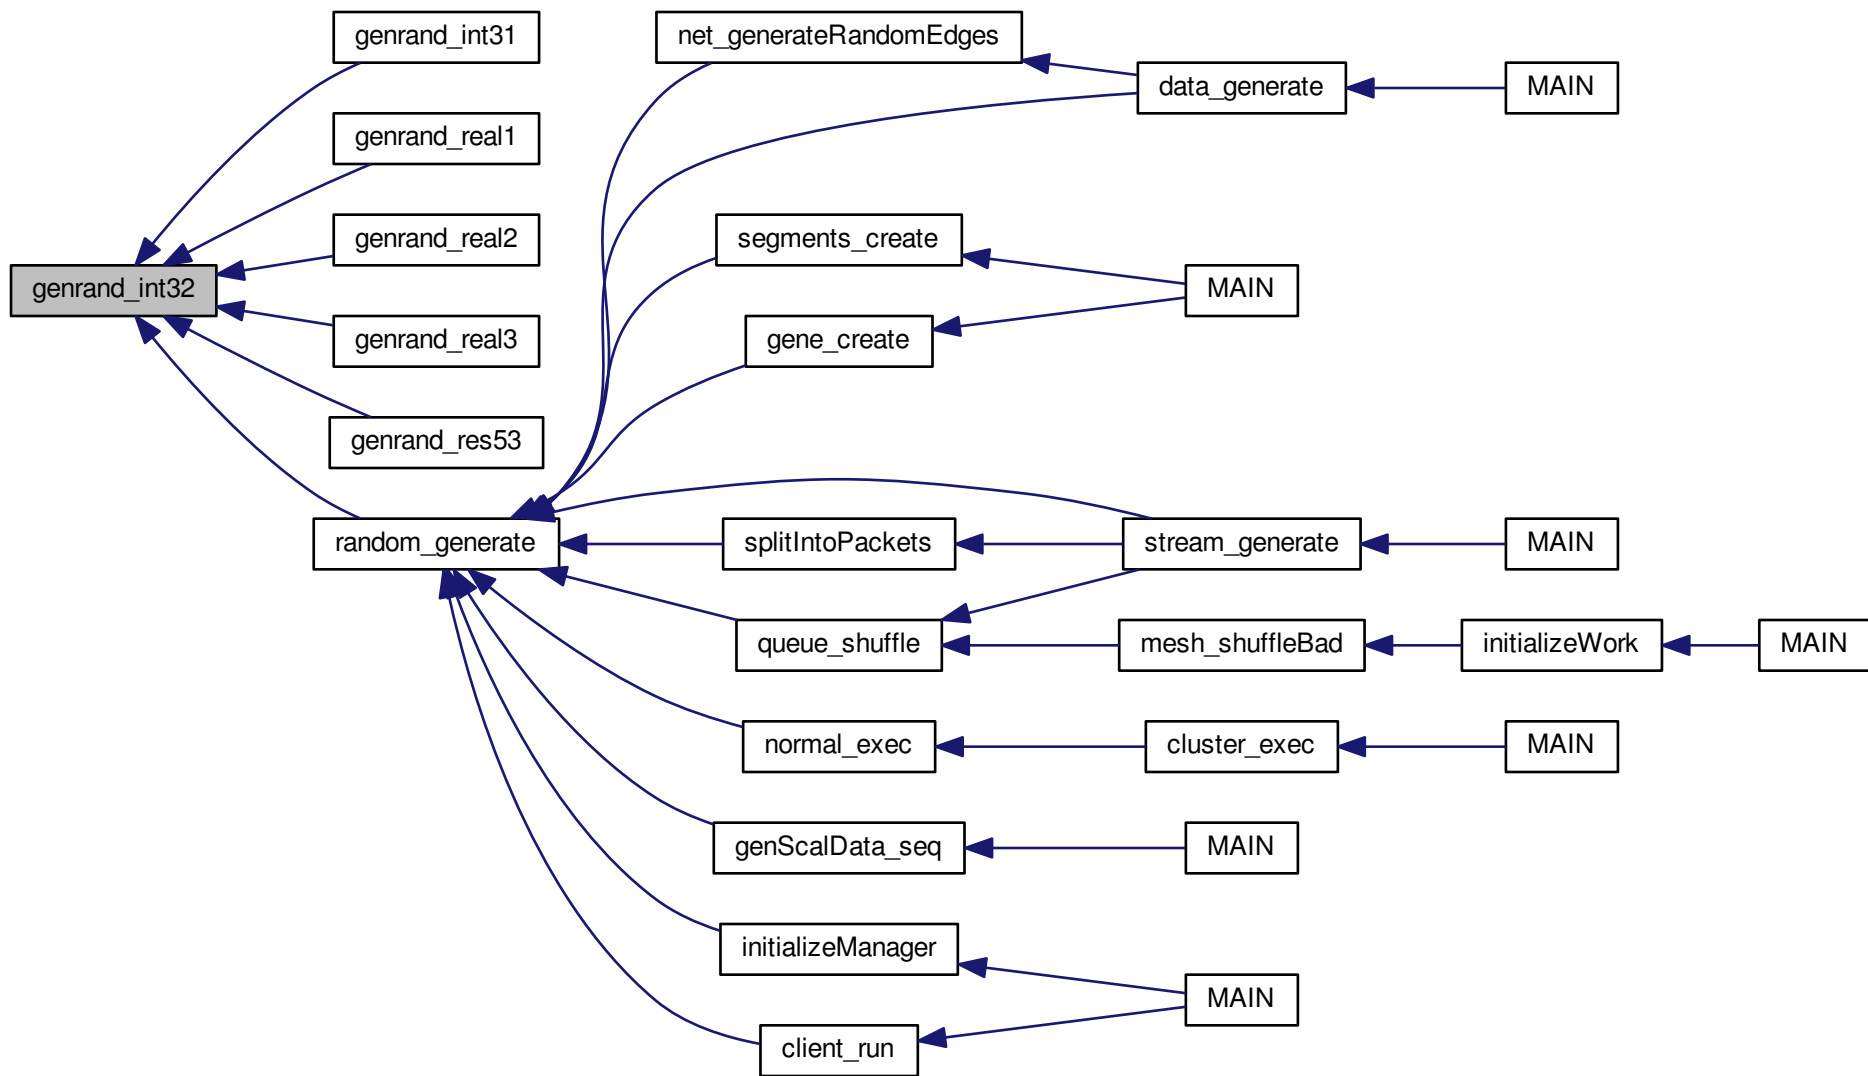 genrand_int31
net_generateRandomEdges
data_generate
MAIN
genrand_real1
genrand_real2
segments_create
genrand_int32
MAIN
genrand_real3
gene_create
genrand_res53
random_generate
splitIntoPackets
stream_generate
MAIN
queue_shuffle
mesh_shuffleBad
initializeWork
MAIN
normal_exec
cluster_exec
MAIN
genScalData_seq
MAIN
initializeManager
MAIN
client_run